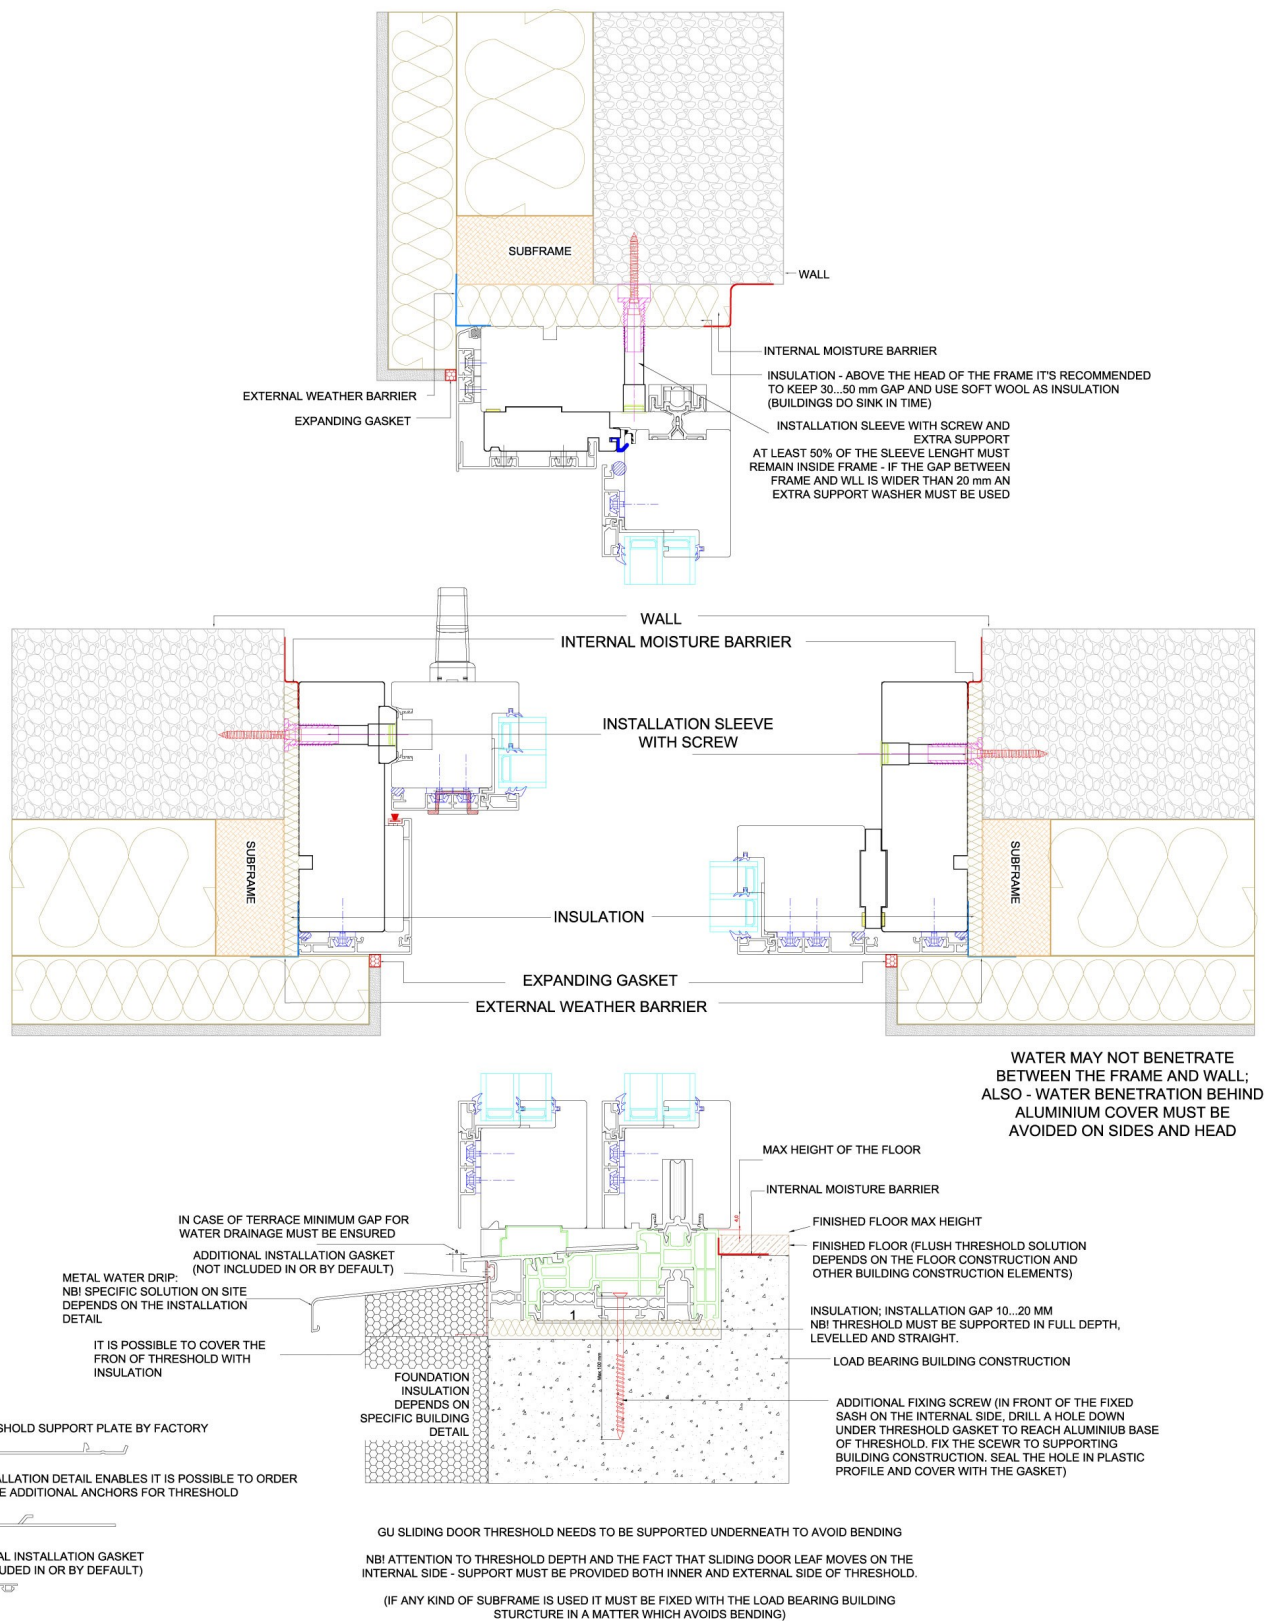 SUBFRAME
WALL
INTERNAL MOISTURE BARRIER
INSULATION - ABOVE THE HEAD OF THE FRAME IT'S RECOMMENDED
TO KEEP 30...50 mm GAP AND USE SOFT WOOL AS INSULATION
(BUILDINGS DO SINK IN TIME)
EXTERNAL WEATHER BARRIER
EXPANDING GASKET
INSTALLATION SLEEVE WITH SCREW AND
EXTRA SUPPORT
AT LEAST 50% OF THE SLEEVE LENGHT MUST
REMAIN INSIDE FRAME - IF THE GAP BETWEEN
FRAME AND WLL IS WIDER THAN 20 mm AN
EXTRA SUPPORT WASHER MUST BE USED
WALL
INTERNAL MOISTURE BARRIER
INSTALLATION SLEEVE
WITH SCREW
SUBFRAME
SUBFRAME
INSULATION
EXPANDING GASKET
EXTERNAL WEATHER BARRIER
WATER MAY NOT BENETRATE
BETWEEN THE FRAME AND WALL;
ALSO - WATER BENETRATION BEHIND
ALUMINIUM COVER MUST BE
AVOIDED ON SIDES AND HEAD
MAX HEIGHT OF THE FLOOR
INTERNAL MOISTURE BARRIER
IN CASE OF TERRACE MINIMUM GAP FOR
WATER DRAINAGE MUST BE ENSURED
FINISHED FLOOR MAX HEIGHT
ADDITIONAL INSTALLATION GASKET
(NOT INCLUDED IN OR BY DEFAULT)
FINISHED FLOOR (FLUSH THRESHOLD SOLUTION
DEPENDS ON THE FLOOR CONSTRUCTION AND
OTHER BUILDING CONSTRUCTION ELEMENTS)
METAL WATER DRIP:
NB! SPECIFIC SOLUTION ON SITE
DEPENDS ON THE INSTALLATION
DETAIL
1
Max 100 mm
INSULATION; INSTALLATION GAP 10...20 MM
NB! THRESHOLD MUST BE SUPPORTED IN FULL DEPTH,
LEVELLED AND STRAIGHT.
IT IS POSSIBLE TO COVER THE
FRON OF THRESHOLD WITH
INSULATION
LOAD BEARING BUILDING CONSTRUCTION
FOUNDATION
INSULATION
DEPENDS ON
SPECIFIC BUILDING
DETAIL
ADDITIONAL FIXING SCREW (IN FRONT OF THE FIXED
SASH ON THE INTERNAL SIDE, DRILL A HOLE DOWN
UNDER THRESHOLD GASKET TO REACH ALUMINIUB BASE
OF THRESHOLD. FIX THE SCEWR TO SUPPORTING
BUILDING CONSTRUCTION. SEAL THE HOLE IN PLASTIC
PROFILE AND COVER WITH THE GASKET)
SHOLD SUPPORT PLATE BY FACTORY
ALLATION DETAIL ENABLES IT IS POSSIBLE TO ORDER
E ADDITIONAL ANCHORS FOR THRESHOLD
AL INSTALLATION GASKET
UDED IN OR BY DEFAULT)
GU SLIDING DOOR THRESHOLD NEEDS TO BE SUPPORTED UNDERNEATH TO AVOID BENDING
NB! ATTENTION TO THRESHOLD DEPTH AND THE FACT THAT SLIDING DOOR LEAF MOVES ON THE
INTERNAL SIDE - SUPPORT MUST BE PROVIDED BOTH INNER AND EXTERNAL SIDE OF THRESHOLD.
(IF ANY KIND OF SUBFRAME IS USED IT MUST BE FIXED WITH THE LOAD BEARING BUILDING
STURCTURE IN A MATTER WHICH AVOIDS BENDING)